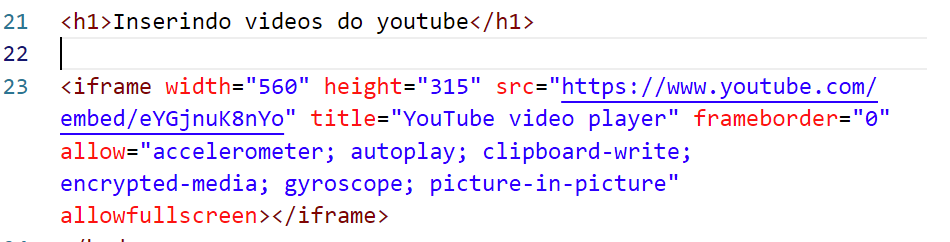 21 <h1>Inserindo videos do youtube</h1>
22
23 <iframe width="560" height="315" src="https://www.youtube.com/
embed/eYGjnuK8nYo" title="YouTube video player" frameborder="0"
allow="accelerometer; autoplay; clipboard-write;
encrypted-media; gyroscope; picture-in-picture"
allowfullscreen></iframe>